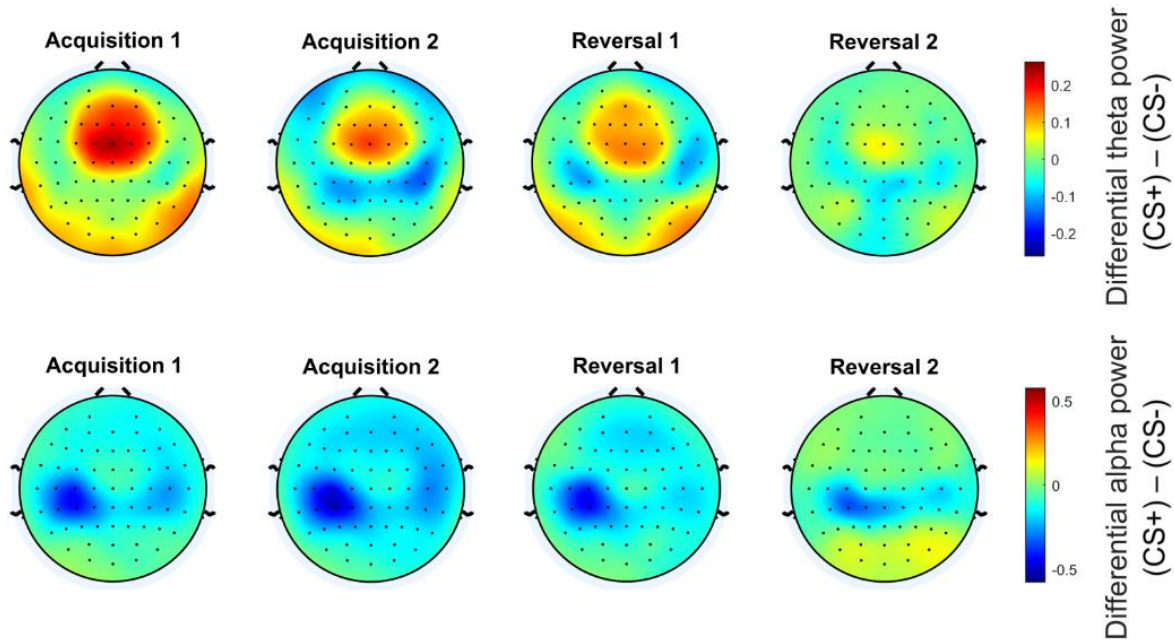 Acquisition 1
Acquisition 2
Reversal 1
Reversal 2
0.2
0.1
0
-0.1
-0.2
Differential theta power
(CS+) – (CS-)
Acquisition 1
Acquisition 2
Reversal 1
Reversal 2
0.5
0
-0.5
Differential alpha power
(CS+) – (CS-)